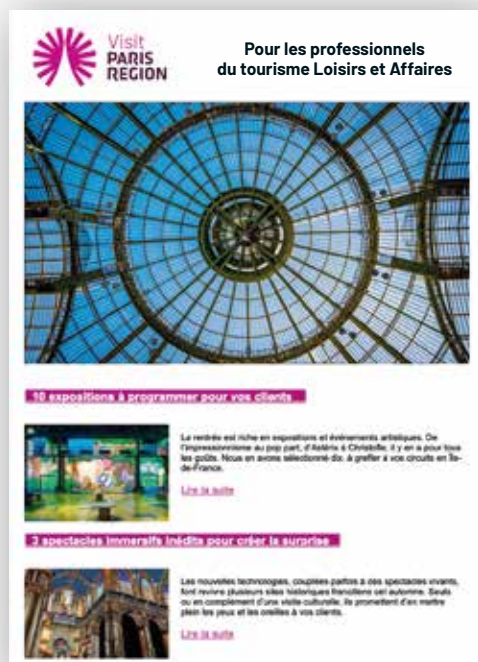 Visit
PARIS
REGION
Pour les professionnels
du tourisme Loisirs et Affaires
10 expositions à programmer pour vos clients
La rentrée est riche en expositions et événements artistiques. De
l'impressionnisme au pop part, d'Astérix à Christofle, il y en a pour tous
les goûts. Nous en avons sélectionné dix, à greffer à vos circuits en Île-
de-France.
Lire la suite
3 spectacles immersifs inédits pour créer la surprise
Les nouvelles technologies, couplées parfois à des spectacles vivants,
font revivre plusieurs sites historiques franciliens cet automne. Seuls
ou en complément d'une visite culturelle, ils promettent d'en mettre
plein les yeux et les oreilles à vos clients.
Lire la suite